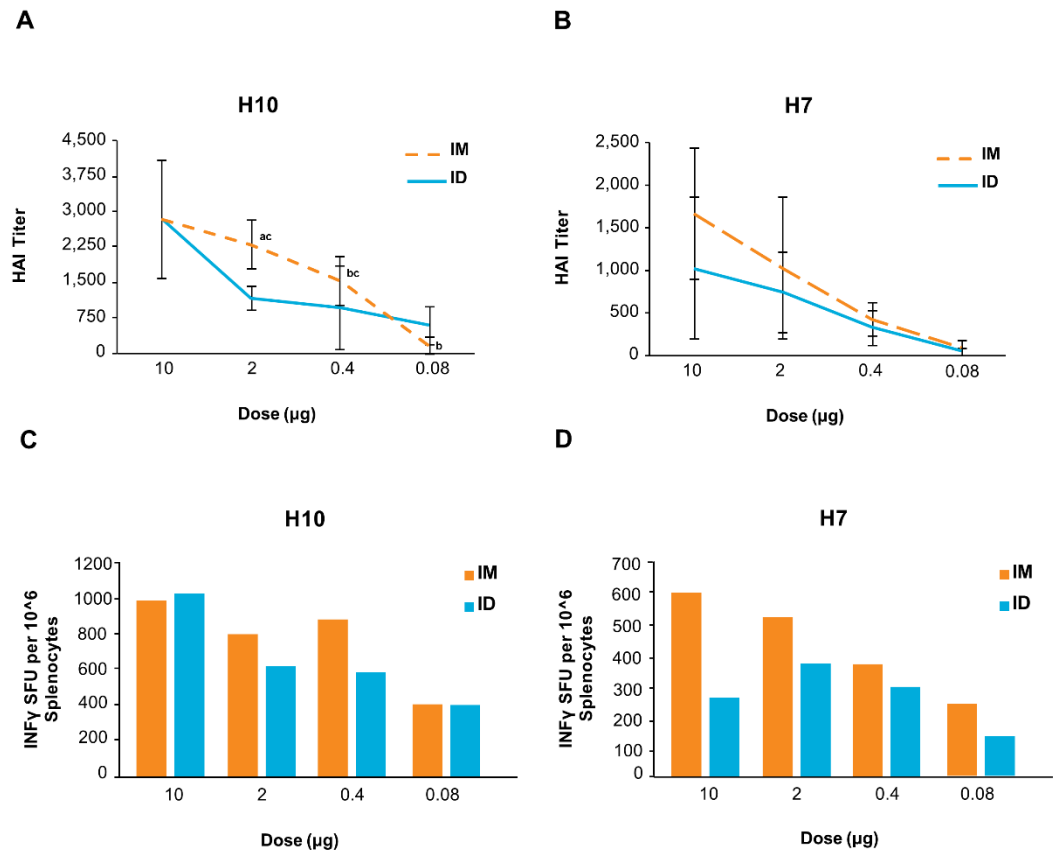 A
H10
4,500
3,750
3,000
2,250
1,500
750
0
HAI Titer
IM
ID
ac
bc
b
10 2 0.4 0.08
Dose (µg)
B
H7
2,500
2,000
1,500
1,000
500
0
HAI Titer
IM
ID
10 2 0.4 0.08
Dose (µg)
C
H10
1200
1000
800
600
400
200
0
INFγ SFU per 10^6
Splenocytes
IM
ID
10 2 0.4 0.08
Dose (µg)
D
H7
700
600
500
400
300
200
100
0
INFγ SFU per 10^6
Splenocytes
IM
ID
10 2 0.4 0.08
Dose (µg)